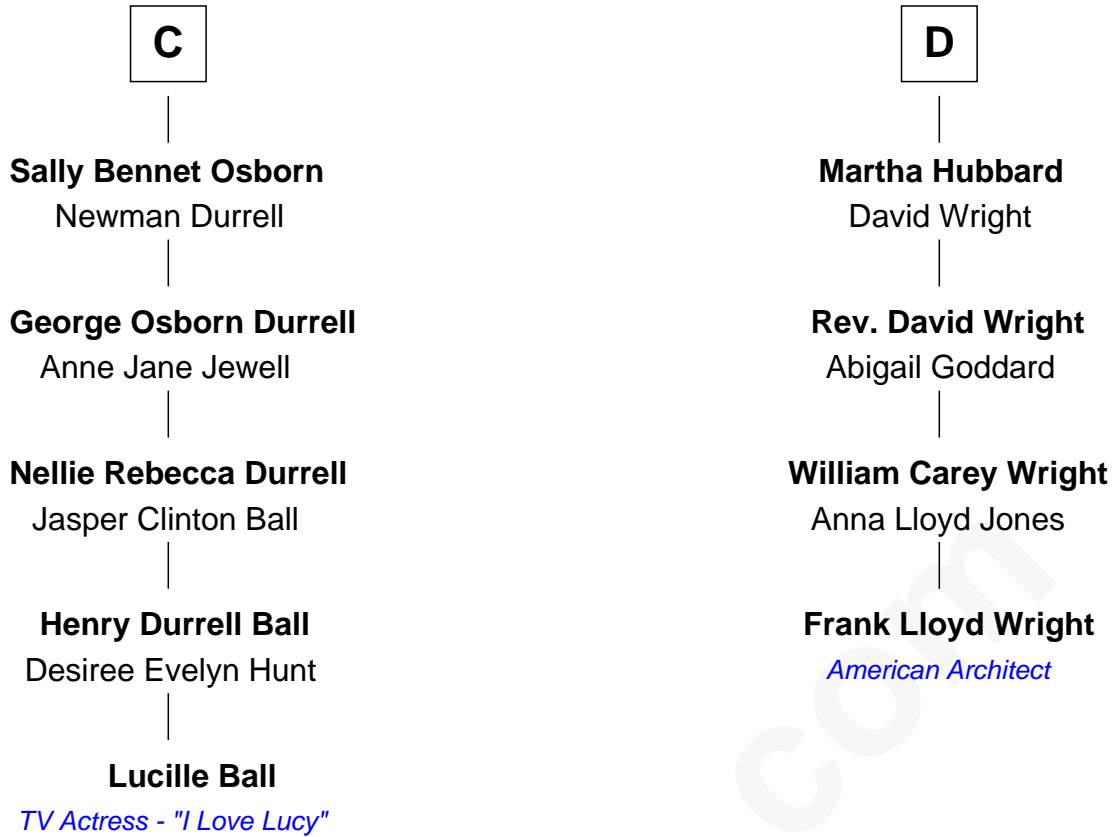 C
Sally Bennet Osborn
Newman Durrell
George Osborn Durrell
Anne Jane Jewell
Nellie Rebecca Durrell
Jasper Clinton Ball
Henry Durrell Ball
Desiree Evelyn Hunt
Lucille Ball
TV Actress - "I Love Lucy"
D
Martha Hubbard
David Wright
Rev. David Wright
Abigail Goddard
William Carey Wright
Anna Lloyd Jones
Frank Lloyd Wright
American Architect
com